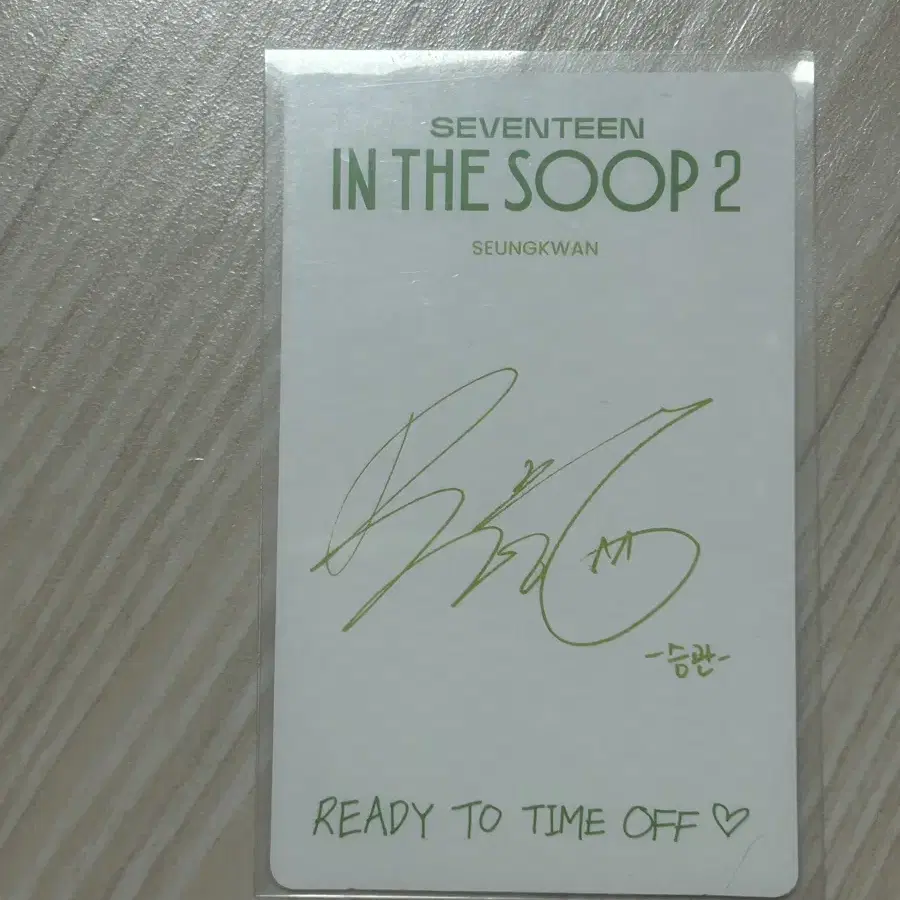 SEVENTEEN
IN THE SOOP 2
SEUNGKWAN
-승관-
READY TO TIME OFF ♡